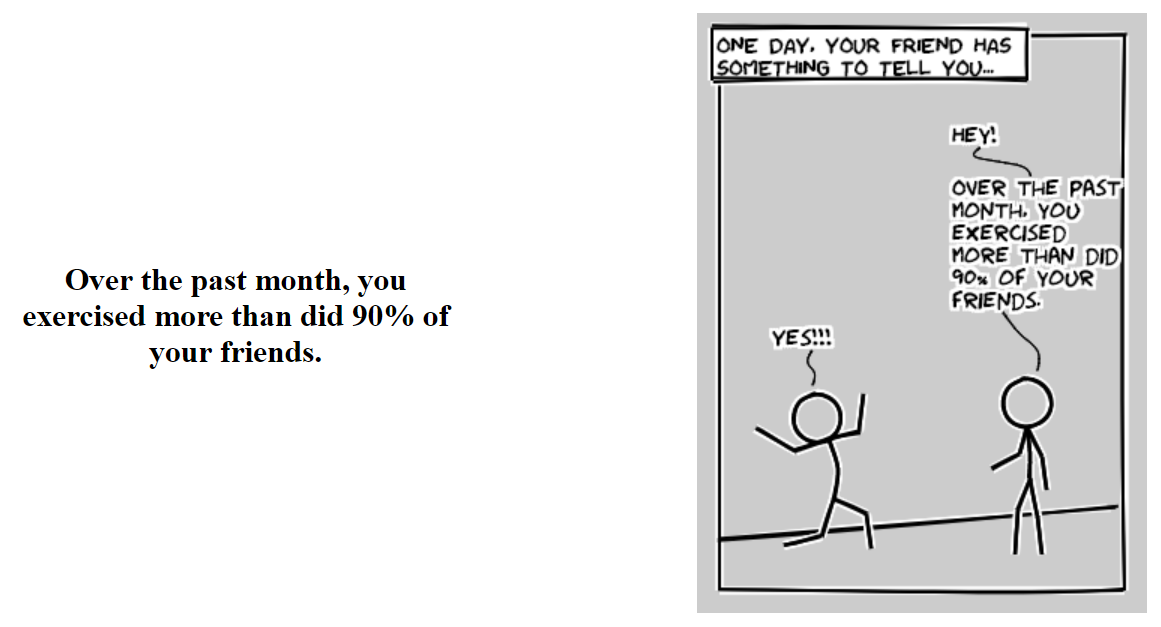 Over the past month, you
exercised more than did 90% of
your friends.
ONE DAY, YOUR FRIEND HAS
SOMETHING TO TELL YOU...
HEY!
OVER THE PAST
MONTH, YOU
EXERCISED
MORE THAN DID
90% OF YOUR
FRIENDS.
YES!!!